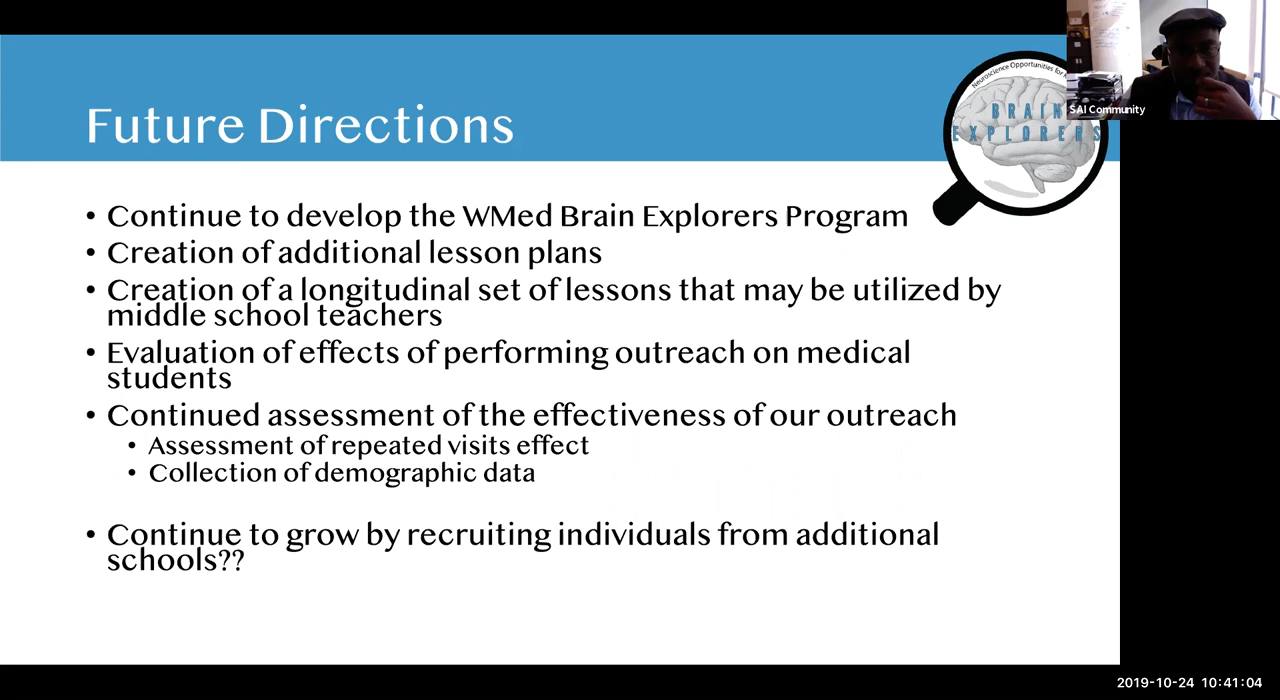 Future Directions
Neuroscience Opportunities for
BRAIN
EXPLORERS
SAI Community
• Continue to develop the WMed Brain Explorers Program
• Creation of additional lesson plans
• Creation of a longitudinal set of lessons that may be utilized by
middle school teachers
• Evaluation of effects of performing outreach on medical
students
• Continued assessment of the effectiveness of our outreach
• Assessment of repeated visits effect
• Collection of demographic data
• Continue to grow by recruiting individuals from additional
schools??
2019-10-24 10:41:04